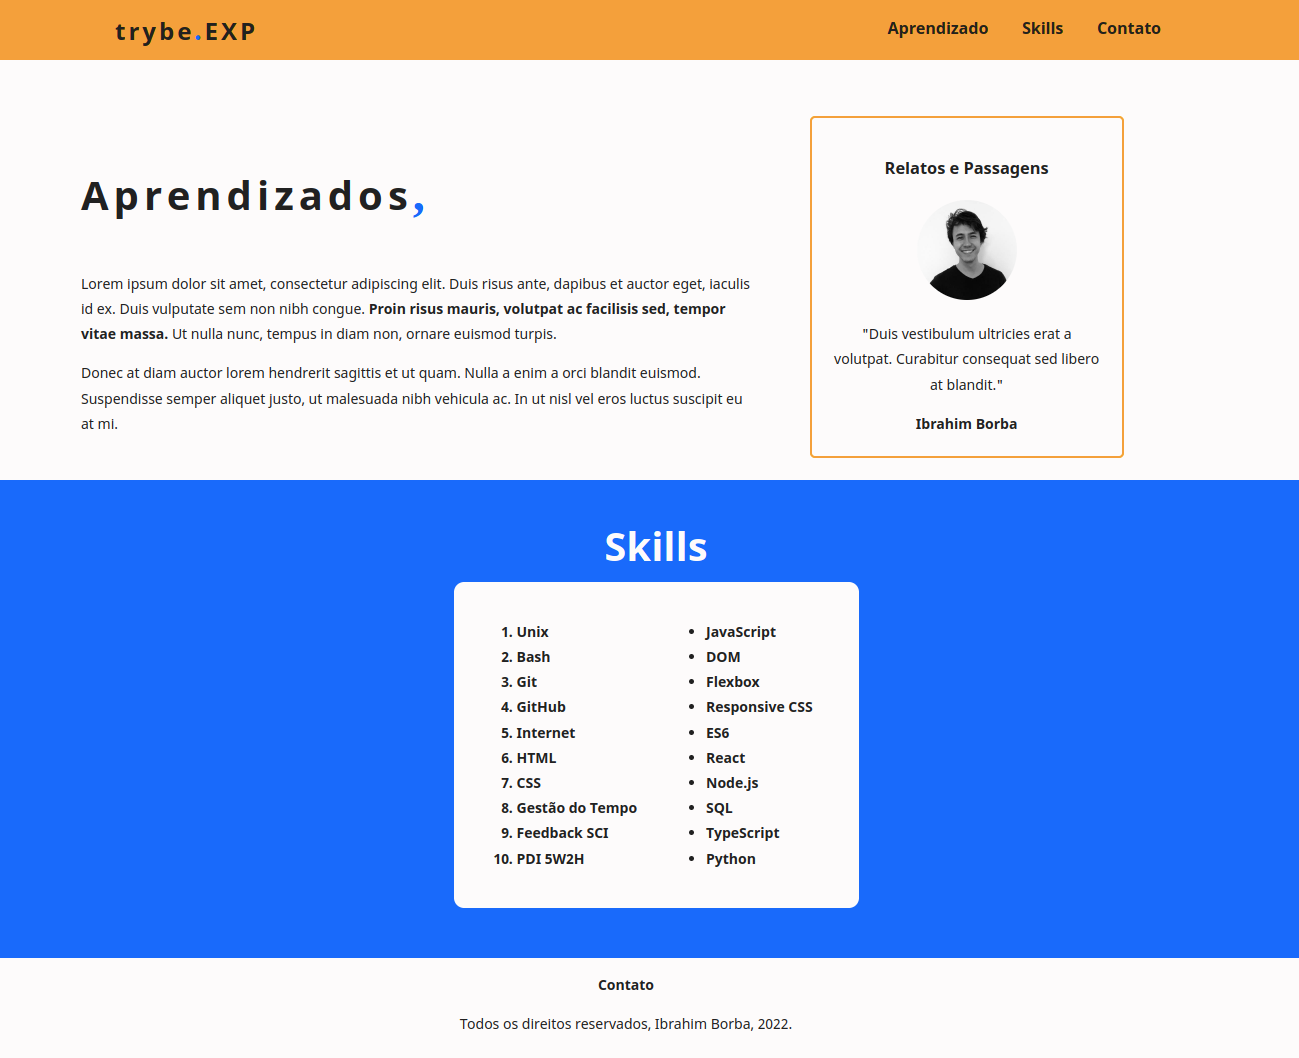 trybe.EXP
Aprendizado Skills Contato
Aprendizados,
Lorem ipsum dolor sit amet, consectetur adipiscing elit. Duis risus ante, dapibus et auctor eget, iaculis
id ex. Duis vulputate sem non nibh congue. Proin risus mauris, volutpat ac facilisis sed, tempor
vitae massa. Ut nulla nunc, tempus in diam non, ornare euismod turpis.
Donec at diam auctor lorem hendrerit sagittis et ut quam. Nulla a enim a orci blandit euismod.
Suspendisse semper aliquet justo, ut malesuada nibh vehicula ac. In ut nisl vel eros luctus suscipit eu
at mi.
Relatos e Passagens
"Duis vestibulum ultricies erat a
volutpat. Curabitur consequat sed libero
at blandit."
Ibrahim Borba
Skills
1. Unix
2. Bash
3. Git
4. GitHub
5. Internet
6. HTML
7. CSS
8. Gestão do Tempo
9. Feedback SCI
10. PDI 5W2H
• JavaScript
• DOM
• Flexbox
• Responsive CSS
• ES6
• React
• Node.js
• SQL
• TypeScript
• Python
Contato
Todos os direitos reservados, Ibrahim Borba, 2022.